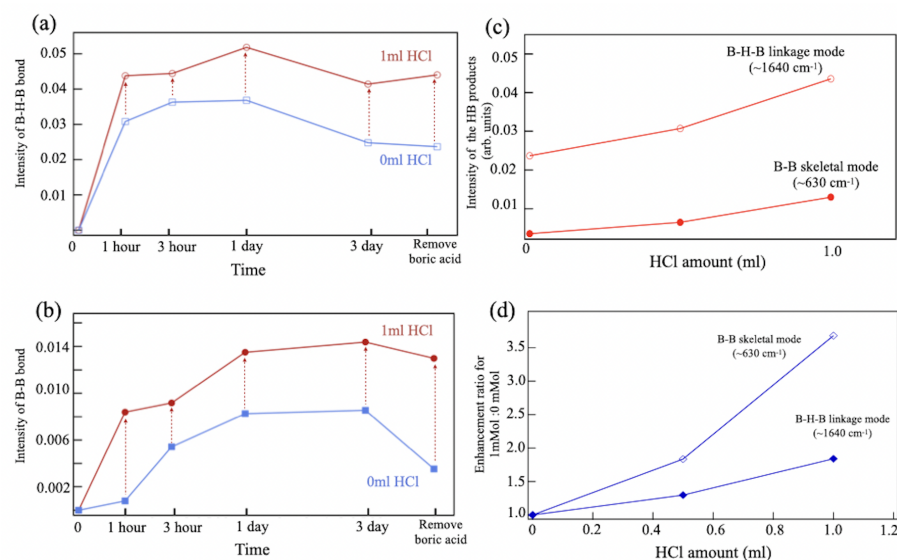 (a)
Intensity of B-H-B bond
0.05
0.04
0.03
0.02
0.01
1ml HCl
0ml HCl
0
1 hour
3 hour
1 day
3 day
Remove
boric acid
Time
(c)
Intensity of the HB products
(arb. units)
0.05
0.04
0.03
0.02
0.01
B-H-B linkage mode
(~1640 cm⁻¹)
B-B skeletal mode
(~630 cm⁻¹)
0
1.0
HCl amount (ml)
(b)
Intensity of B-B bond
0.014
0.010
0.006
0.002
1ml HCl
0ml HCl
0
1 hour
3 hour
1 day
3 day
Remove
boric acid
Time
(d)
Enhancement ratio for
1mMol :0 mMol
3.5
3.0
2.5
2.0
1.5
1.0
B-B skeletal mode
(~630 cm⁻¹)
B-H-B linkage mode
(~1640 cm⁻¹)
0.0
0.2
0.4
0.6
0.8
1.0
1.2
HCl amount (ml)